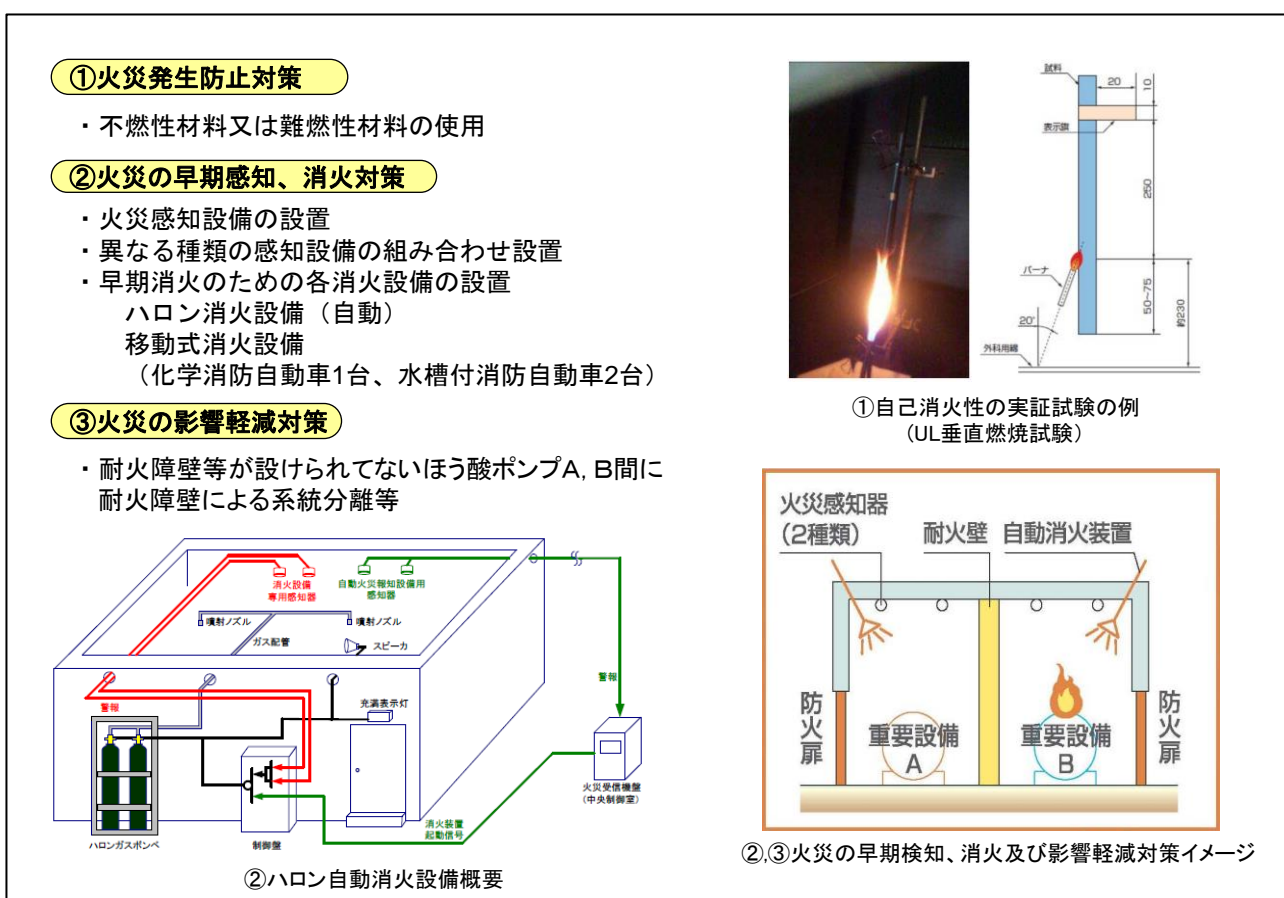 ①火災発生防止対策
・不燃性材料又は難燃性材料の使用
②火災の早期感知、消火対策
・火災感知設備の設置
・異なる種類の感知設備の組み合わせ設置
・早期消火のための各消火設備の設置
ハロン消火設備（自動）
移動式消火設備
（化学消防自動車1台、水槽付消防自動車2台）
③火災の影響軽減対策
・耐火障壁等が設けられてないほう酸ポンプA, B間に
耐火障壁による系統分離等
消火設備
専用感知器
自動火災報知設備用
感知器
噴射ノズル
噴射ノズル
ガス配管
スピーカ
警報
警報
充満表示灯
火災受信機盤
（中央制御室）
消火装置
起動信号
ハロンガスボンベ
制御盤
②ハロン自動消火設備概要
試料
20
10
表示旗
250
バーナ
50~75
約230
20°
外科用綿
①自己消火性の実証試験の例
(UL垂直燃焼試験）
火災感知器
（2種類）
耐火壁
自動消火装置
防火扉
重要設備
A
重要設備
B
防火扉
②,③火災の早期検知、消火及び影響軽減対策イメージ